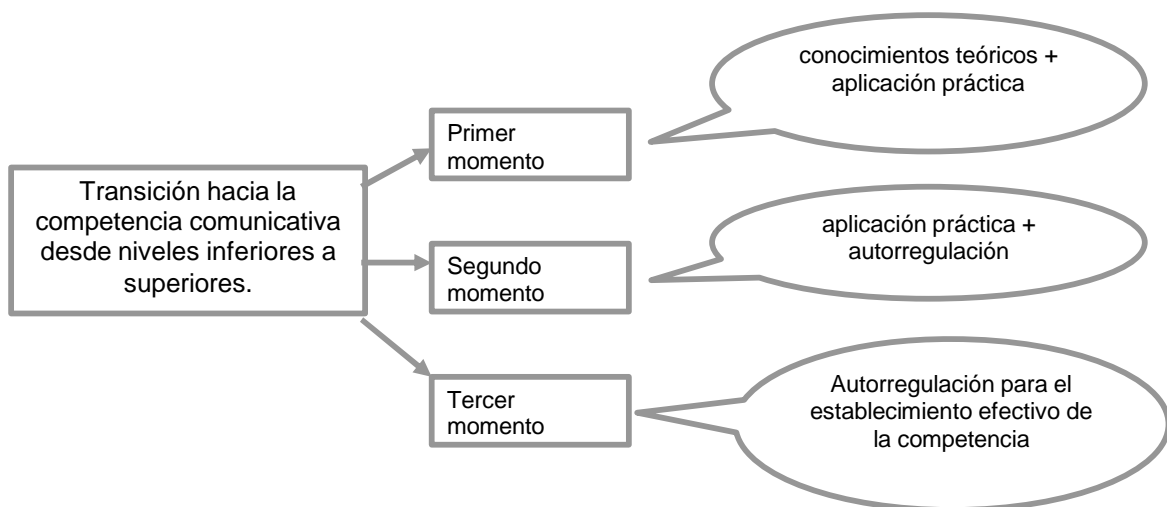 Transición hacia la
competencia comunicativa
desde niveles inferiores a
superiores.
Primer
momento
conocimientos teóricos +
aplicación práctica
Segundo
momento
aplicación práctica +
autorregulación
Tercer
momento
Autorregulación para el
establecimiento efectivo de
la competencia